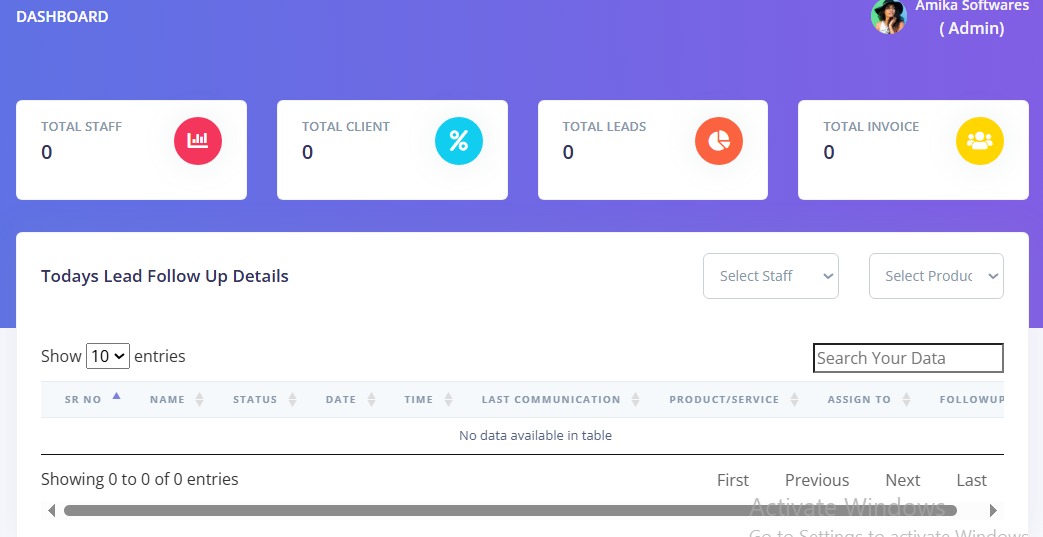 DASHBOARD
Amika Softwares
( Admin)
TOTAL STAFF
0
TOTAL CLIENT
0
TOTAL LEADS
0
TOTAL INVOICE
0
Todays Lead Follow Up Details
Select Staff
Select Produc
Show 10 entries
Search Your Data
SR NO NAME STATUS DATE TIME LAST COMMUNICATION PRODUCT/SERVICE ASSIGN TO FOLLOWUP
No data available in table
Showing 0 to 0 of 0 entries
First Previous Next Last
Activate Windows
Go to Settings to activate Windows